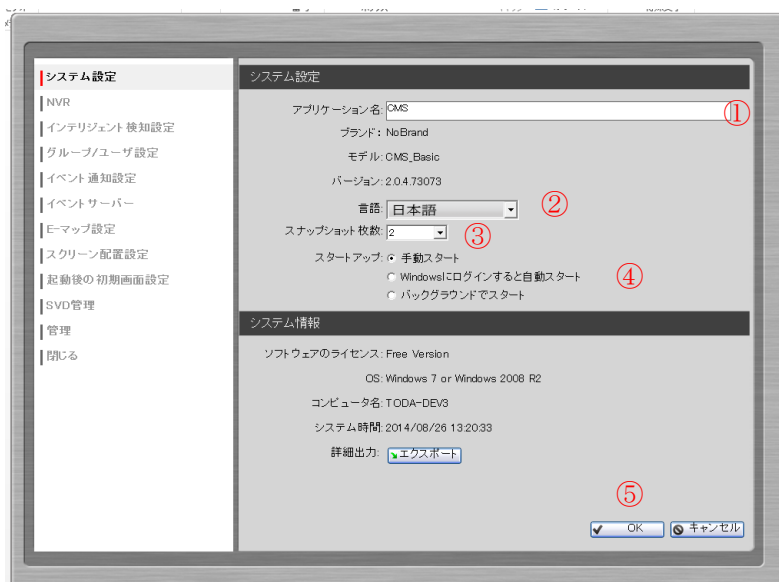 システム設定
NVR
インテリジェント検知設定
グループ/ユーザ設定
イベント通知設定
イベントサーバー
E-マップ設定
スクリーン配置設定
起動後の初期画面設定
SVD管理
管理
閉じる
システム設定
アプリケーション名: CMS ①
ブランド: NoBrand
モデル: CMS_Basic
バージョン: 2.0.4.73073
言語: 日本語 ②
スナップショット枚数: 2 ③
スタートアップ: 手動スタート
Windowsにログインすると自動スタート ④
バックグラウンドでスタート
システム情報
ソフトウェアのライセンス: Free Version
OS: Windows 7 or Windows 2008 R2
コンピュータ名: TODA-DEV3
システム時間: 2014/08/26 13:20:33
詳細出力: エクスポート
⑤
OK キャンセル